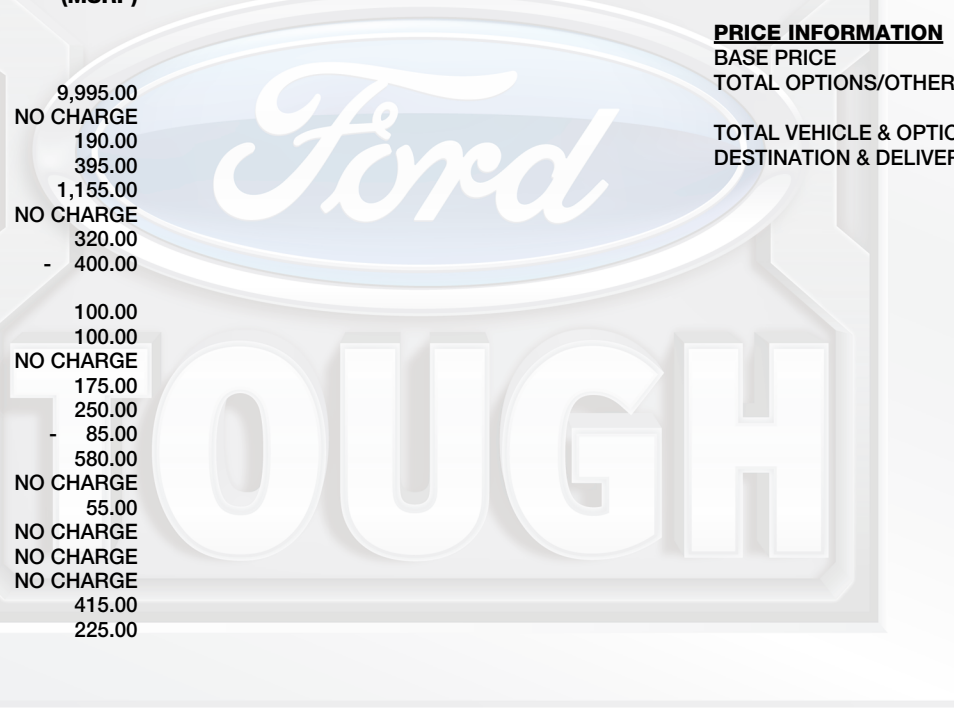 (MSRP)
9,995.00
NO CHARGE
190.00
395.00
1,155.00
NO CHARGE
320.00
- 400.00
100.00
100.00
NO CHARGE
175.00
250.00
- 85.00
580.00
NO CHARGE
55.00
NO CHARGE
NO CHARGE
NO CHARGE
415.00
225.00
PRICE INFORMATION
BASE PRICE
TOTAL OPTIONS/OTHER
TOTAL VEHICLE & OPTIO
DESTINATION & DELIVER
Ford
TOUGH